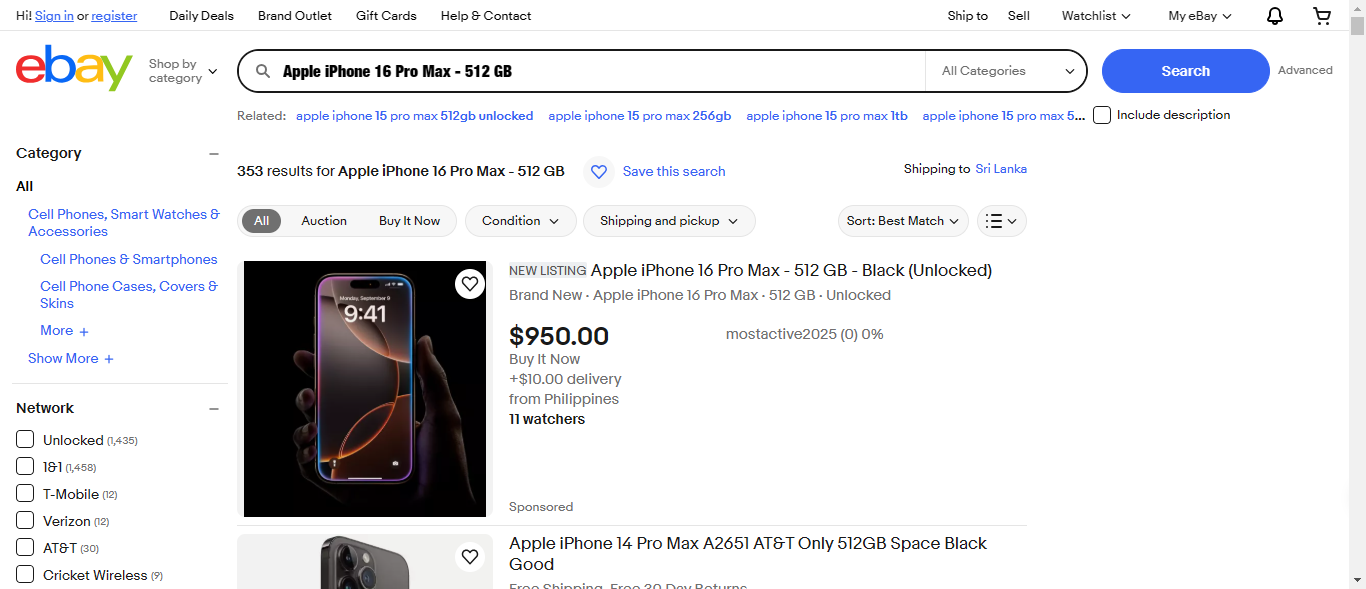 Hi! Sign in or register Daily Deals Brand Outlet Gift Cards Help & Contact Ship to Sell Watchlist My eBay
ebay
Shop by
category
Apple iPhone 16 Pro Max - 512 GB
All Categories
Search
Advanced
Related: apple iphone 15 pro max 512gb unlocked apple iphone 15 pro max 256gb apple iphone 15 pro max 1tb apple iphone 15 pro max 5... Include description
Category
All
Cell Phones, Smart Watches &
Accessories
Cell Phones & Smartphones
Cell Phone Cases, Covers &
Skins
More +
Show More +
Network
Unlocked (1,435)
1&1 (1,458)
T-Mobile (12)
Verizon (12)
AT&T (30)
Cricket Wireless (9)
353 results for Apple iPhone 16 Pro Max - 512 GB
Save this search
Shipping to Sri Lanka
All Auction Buy It Now Condition Shipping and pickup Sort: Best Match
Monday, September 9
9:41
NEW LISTING Apple iPhone 16 Pro Max - 512 GB - Black (Unlocked)
Brand New · Apple iPhone 16 Pro Max · 512 GB · Unlocked
$950.00
mostactive2025 (0) 0%
Buy It Now
+$10.00 delivery
from Philippines
11 watchers
Sponsored
Apple iPhone 14 Pro Max A2651 AT&T Only 512GB Space Black
Good
Free Shipping, Free 30 Day Returns